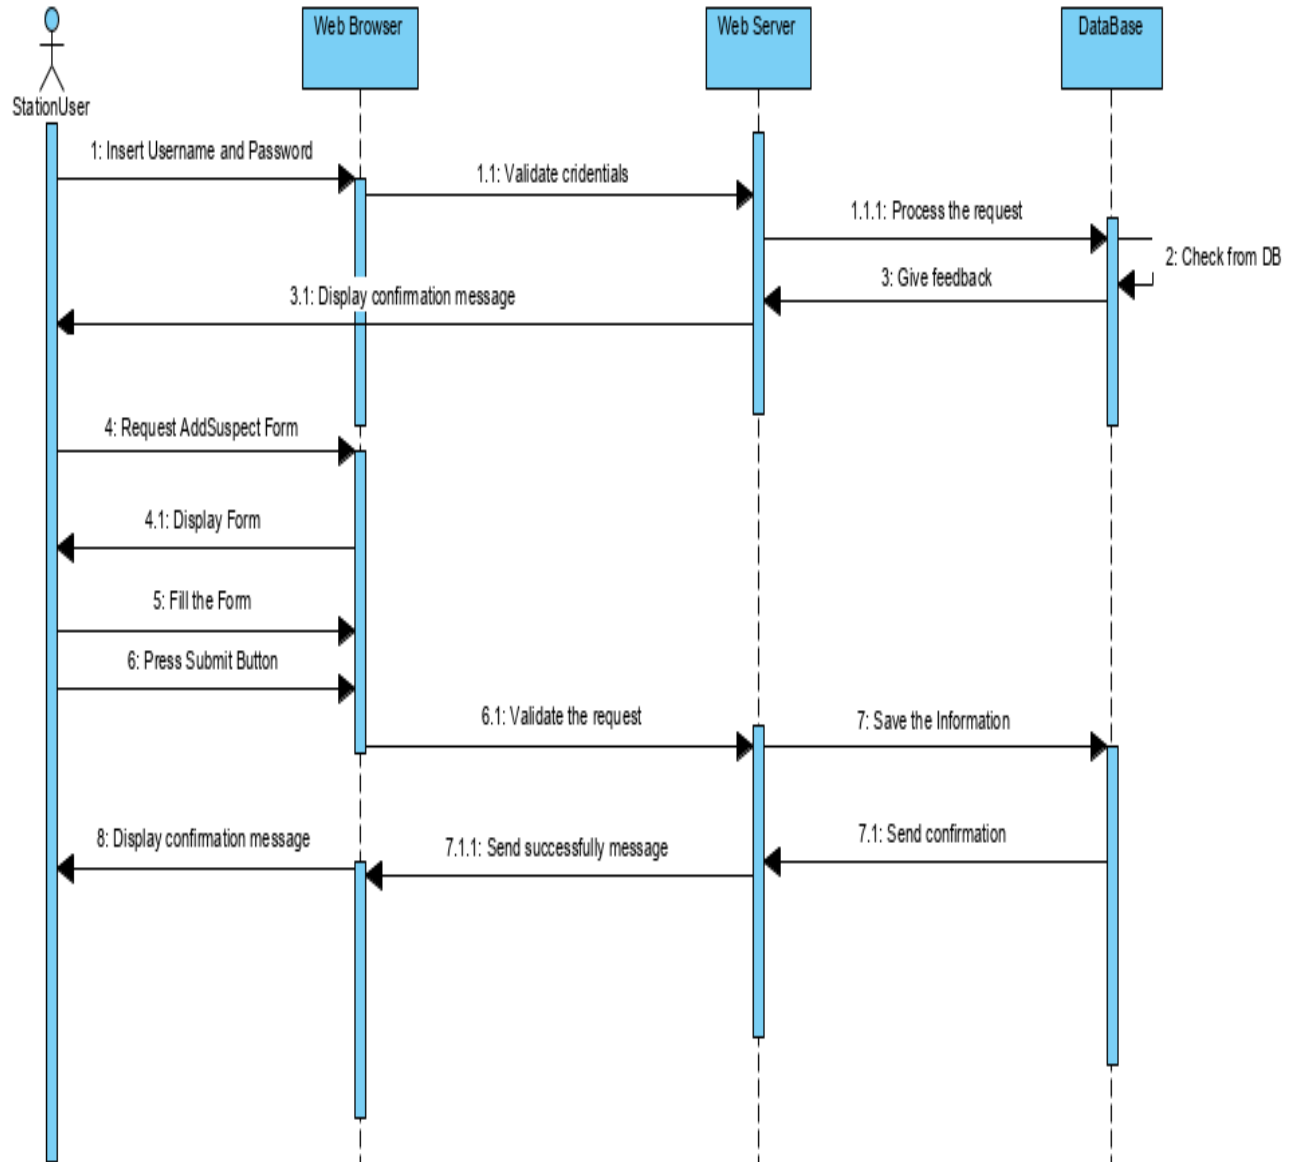 Web Browser
Web Server
DataBase
StationUser
1: Insert Username and Password
1.1: Validate cridentials
1.1.1: Process the request
2: Check from DB
3: Give feedback
3.1: Display confirmation message
4: Request AddSuspect Form
4.1: Display Form
5: Fill the Form
6: Press Submit Button
6.1: Validate the request
7: Save the Information
7.1: Send confirmation
7.1.1: Send successfully message
8: Display confirmation message